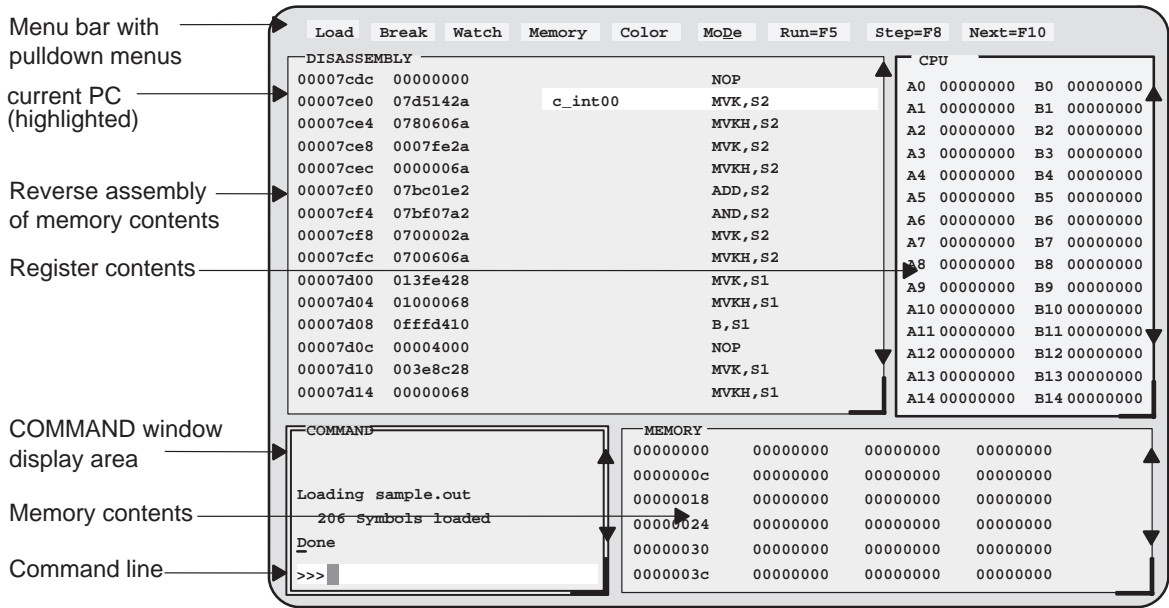 Menu bar with
pulldown menus
current PC
(highlighted)
Reverse assembly
of memory contents
Register contents
COMMAND window
display area
Memory contents
Command line
Load Break Watch Memory Color MoDe Run=F5 Step=F8 Next=F10
DISASSEMBLY
00007cdc 00000000 NOP
00007ce0 07d5142a c_int00 MVK,S2
00007ce4 0780606a MVKH,S2
00007ce8 0007fe2a MVK,S2
00007cec 0000006a MVKH,S2
00007cf0 07bc01e2 ADD,S2
00007cf4 07bf07a2 AND,S2
00007cf8 0700002a MVK,S2
00007cfc 0700606a MVKH,S2
00007d00 013fe428 MVK,S1
00007d04 01000068 MVKH,S1
00007d08 0fffd410 B,S1
00007d0c 00004000 NOP
00007d10 003e8c28 MVK,S1
00007d14 00000068 MVKH,S1
CPU
A0 00000000 B0 00000000
A1 00000000 B1 00000000
A2 00000000 B2 00000000
A3 00000000 B3 00000000
A4 00000000 B4 00000000
A5 00000000 B5 00000000
A6 00000000 B6 00000000
A7 00000000 B7 00000000
A8 00000000 B8 00000000
A9 00000000 B9 00000000
A10 00000000 B10 00000000
A11 00000000 B11 00000000
A12 00000000 B12 00000000
A13 00000000 B13 00000000
A14 00000000 B14 00000000
COMMAND
Loading sample.out
206 Symbols loaded
Done
>>>
MEMORY
00000000 00000000 00000000 00000000
0000000c 00000000 00000000 00000000
00000018 00000000 00000000 00000000
00000024 00000000 00000000 00000000
00000030 00000000 00000000 00000000
0000003c 00000000 00000000 00000000